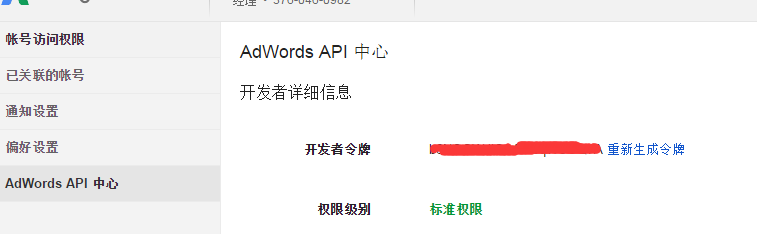 经理
帐号访问权限
已关联的帐号
通知设置
偏好设置
AdWords API 中心
AdWords API 中心
开发者详细信息
开发者令牌 重新生成令牌
权限级别 标准权限